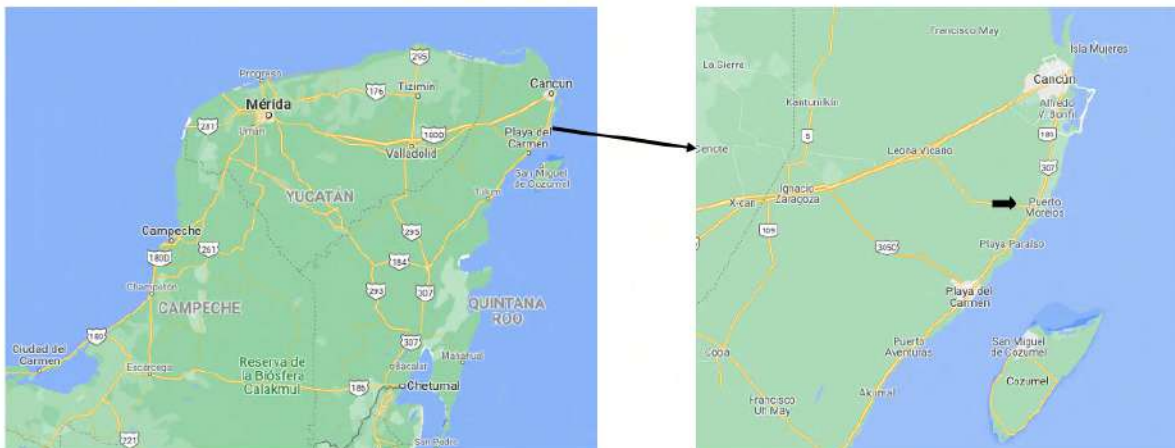 295
Progreso
Cancún
Tizimín
176
Mérida
281
Umán
180D
Playa del
Carmen
Valladolid
San Miguel
de Cozumel
YUCATÁN
Tulum
Campeche
295
261
180D
184
Champotón
293
307
CAMPECHE
QUINTANA
ROO
180
307
Ciudad del
Carmen
Mahahual
Escárcega
Reserva de
la Biósfera
Calakmul
Bacalar
186
Chetumal
San Pedro
Francisco May
Isla Mujeres
La Sierra
Cancún
Kantunilkín
Alfredo
V. Bonfil
5
Leona Vicario
307
Ignacio
Zaragoza
X-can
Puerto
Morelos
109
305D
Playa Paraíso
Playa del
Carmen
Puerto
Aventuras
San Miguel
de Cozumel
Coba
Cozumel
Akumal
Francisco
Uh May